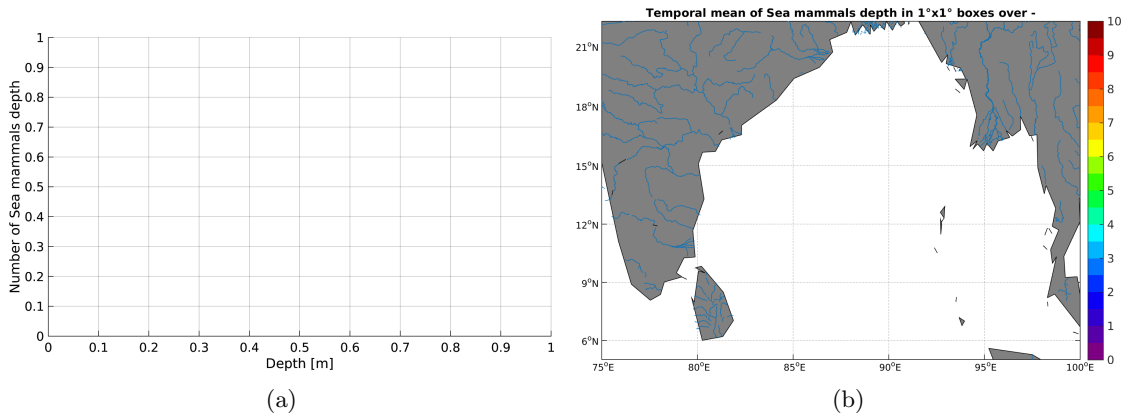 Temporal mean of Sea mammals depth in 1°x1° boxes over -
Number of Sea mammals depth
1
0.9
0.8
0.7
0.6
0.5
0.4
0.3
0.2
0.1
0
0 0.1 0.2 0.3 0.4 0.5 0.6 0.7 0.8 0.9 1
Depth [m]
(a)
21°N
18°N
15°N
12°N
9°N
6°N
75°E 80°E 85°E 90°E 95°E 100°E
10
9
8
7
6
5
4
3
2
1
0
(b)